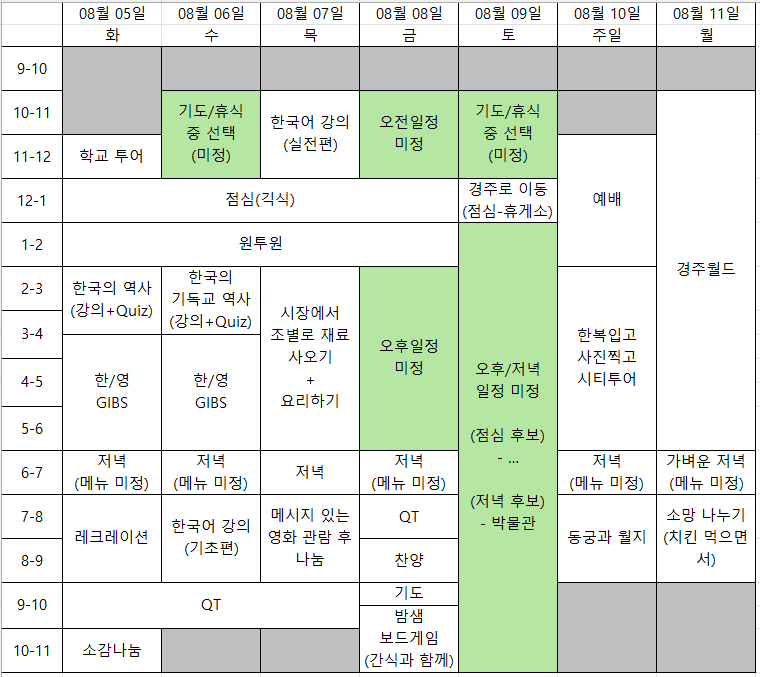 08월 05일 08월 06일 08월 07일 08월 08일 08월 09일 08월 10일 08월 11일
화 수 목 금 토 주일 월
9-10
10-11
기도/휴식
중 선택
(미정)
한국어 강의
(실전편)
오전일정
미정
기도/휴식
중 선택
(미정)
11-12
학교 투어
예배
12-1
점심(긱식)
경주로 이동
(점심-휴게소)
경주월드
1-2
원투원
2-3
한국의 역사
(강의+Quiz)
한국의
기독교 역사
(강의+Quiz)
시장에서
조별로 재료
사오기
+
요리하기
오후일정
미정
오후/저녁
일정 미정
(점심 후보)
- ...
(저녁 후보)
- 박물관
한복입고
사진찍고
시티투어
3-4
4-5
한/영
GIBS
한/영
GIBS
5-6
6-7
저녁
(메뉴 미정)
저녁
(메뉴 미정)
저녁
저녁
(메뉴 미정)
저녁
(메뉴 미정)
가벼운 저녁
(메뉴 미정)
7-8
레크레이션
한국어 강의
(기초편)
메시지 있는
영화 관람 후
나눔
QT
동궁과 월지
소망 나누기
(치킨 먹으면
서)
8-9
찬양
9-10
QT
기도
밤샘
보드게임
(간식과 함께)
10-11
소감나눔